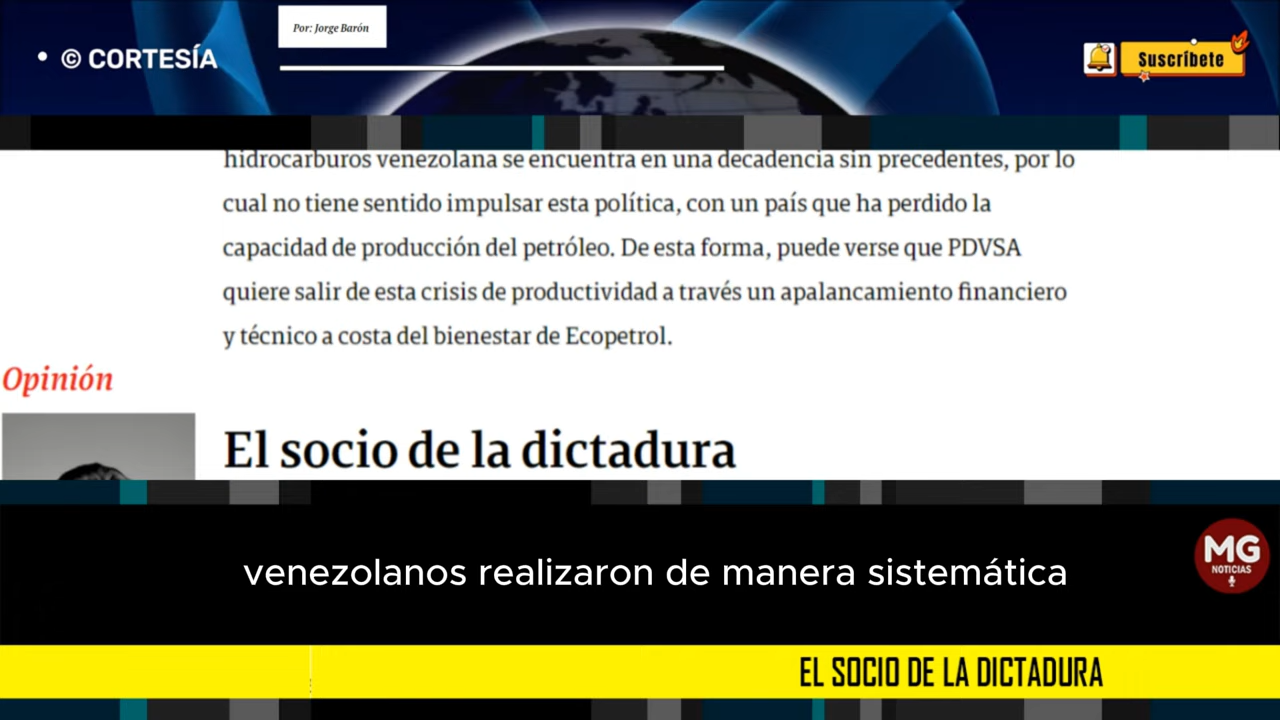 Por: Jorge Barón
• © CORTESÍA
Suscríbete
hidrocarburos venezolana se encuentra en una decadencia sin precedentes, por lo
cual no tiene sentido impulsar esta política, con un país que ha perdido la
capacidad de producción del petróleo. De esta forma, puede verse que PDVSA
quiere salir de esta crisis de productividad a través un apalancamiento financiero
y técnico a costa del bienestar de Ecopetrol.
Opinión
El socio de la dictadura
venezolanos realizaron de manera sistemática
MG
NOTICIAS
EL SOCIO DE LA DICTADURA